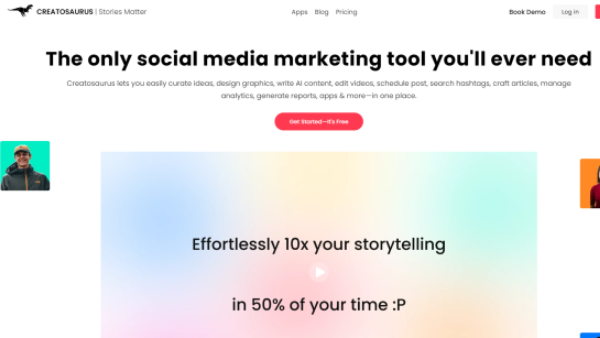 CREATOSAURUS | Stories Matter
Apps Blog Pricing
Book Demo Log in
The only social media marketing tool you'll ever need
Creatosaurus lets you easily curate ideas, design graphics, write AI content, edit videos, schedule post, search hashtags, craft articles, manage
analytics, generate reports, apps & more—in one place.
Get Started—It's Free
Effortlessly 10x your storytelling
in 50% of your time :P